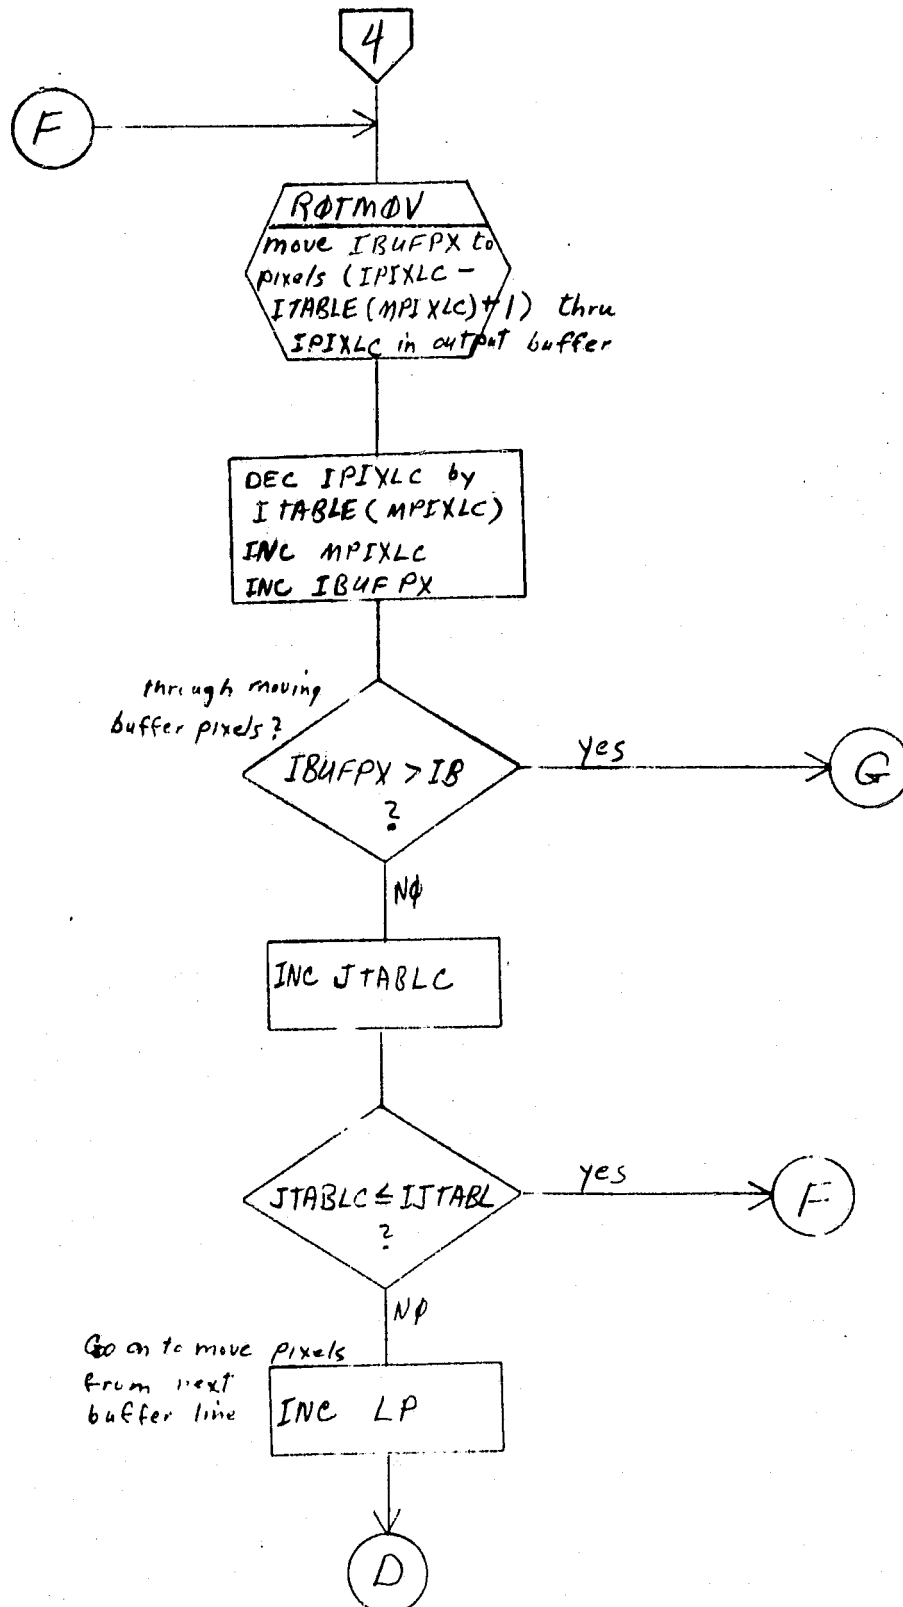 4
F
RØTMØV
move IBUFPX to
pixels (IPIXLC -
ITABLE(MPIXLC)+1) thru
IPIXLC in output buffer
DEC IPIXLC by
ITABLE(MPIXLC)
INC MPIXLC
INC IBUFPX
through moving
buffer pixels?
IBUFPX > IB
?
yes
G
NØ
INC JTABLC
JTABLC ≤ IJTABL
?
yes
F
NØ
Go on to move pixels
from next
buffer line
INC LP
D